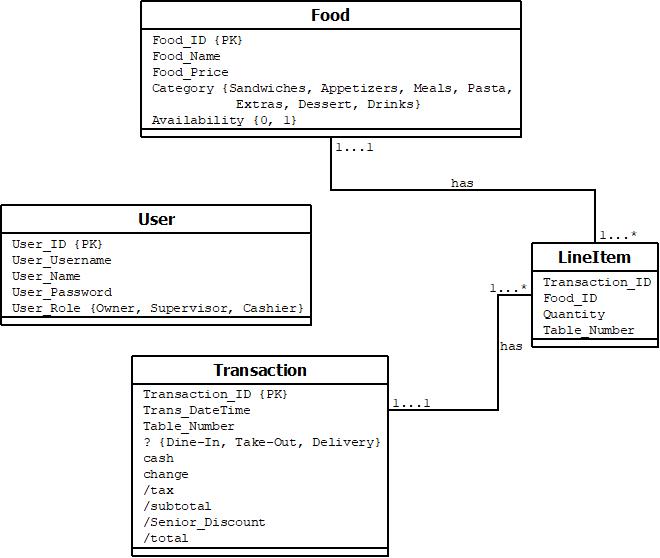 Food
Food_ID {PK}
Food_Name
Food_Price
Category {Sandwiches, Appetizers, Meals, Pasta,
Extras, Dessert, Drinks}
Availability {0, 1}
1...1
has
1...*
User
User_ID {PK}
User_Username
User_Name
User_Password
User_Role {Owner, Supervisor, Cashier}
LineItem
Transaction_ID
Food_ID
Quantity
Table_Number
1...*
has
1...1
Transaction
Transaction_ID {PK}
Trans_DateTime
Table_Number
? {Dine-In, Take-Out, Delivery}
cash
change
/tax
/subtotal
/Senior_Discount
/total